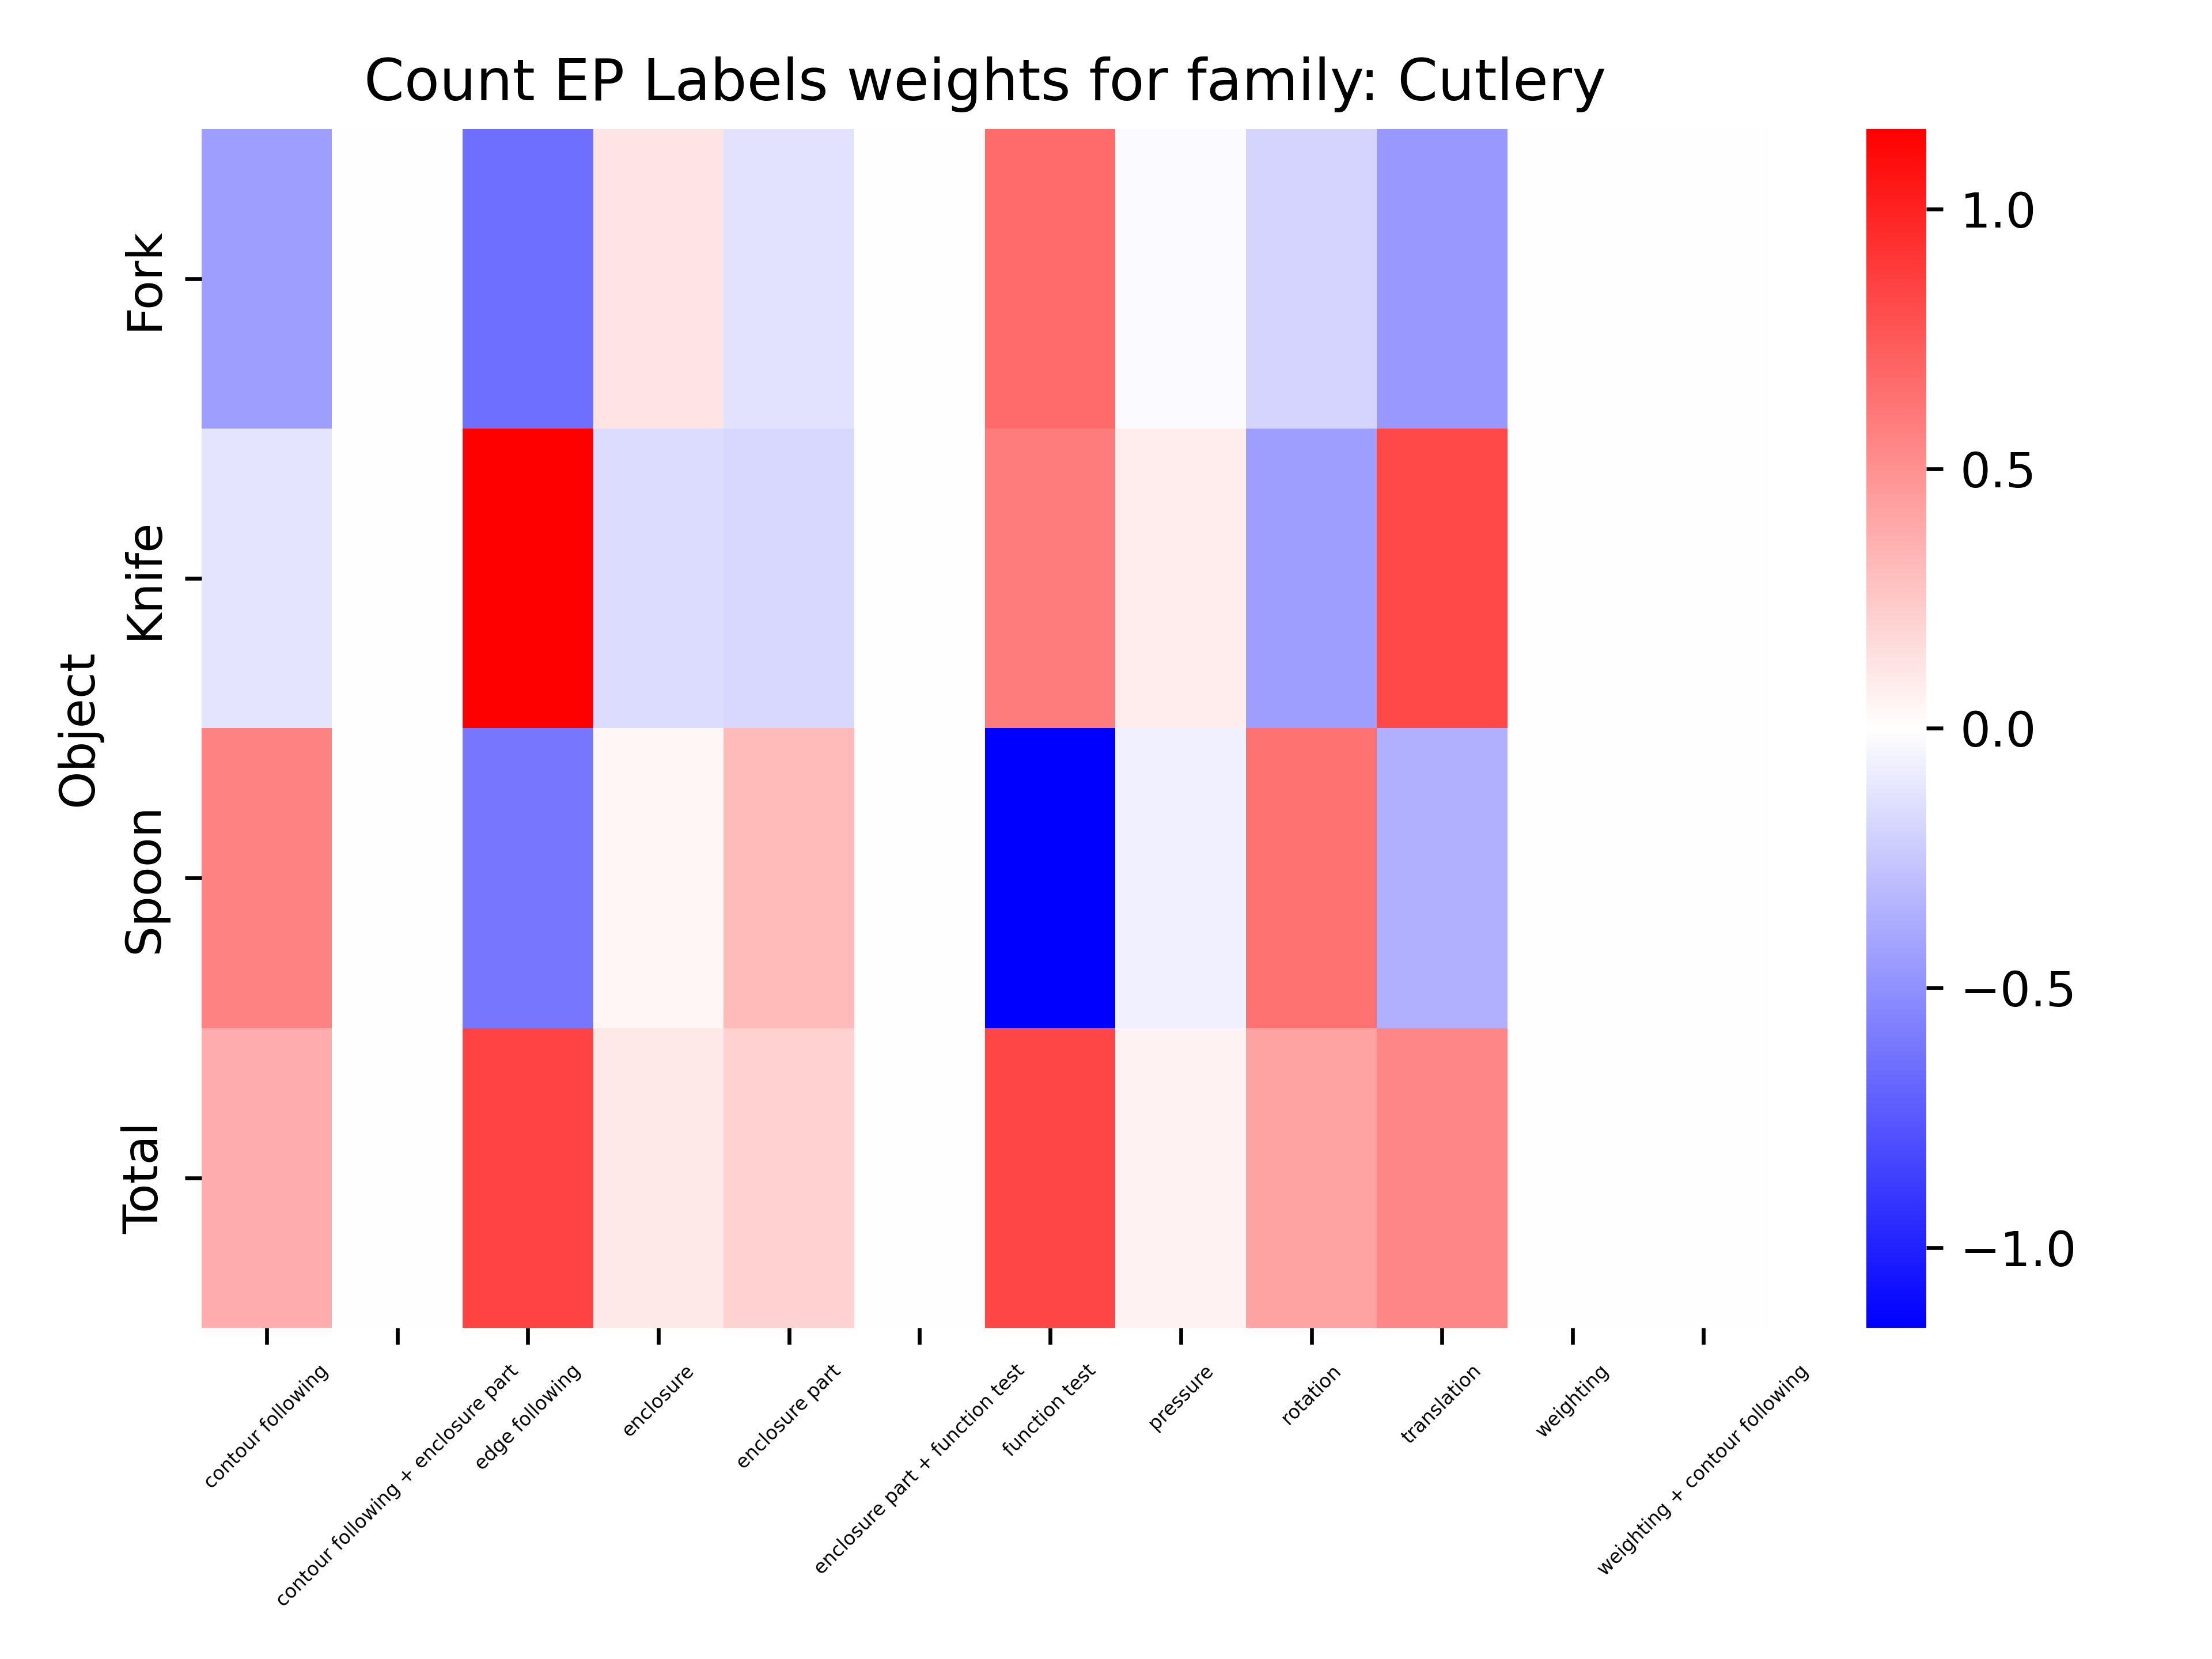 Count EP Labels weights for family: Cutlery
Object
Fork
Knife
Spoon
Total
contour following
contour following + enclosure part
edge following
enclosure
enclosure part
enclosure part + function test
function test
pressure
rotation
translation
weighting
weighting + contour following
1.0
0.5
0.0
−0.5
−1.0